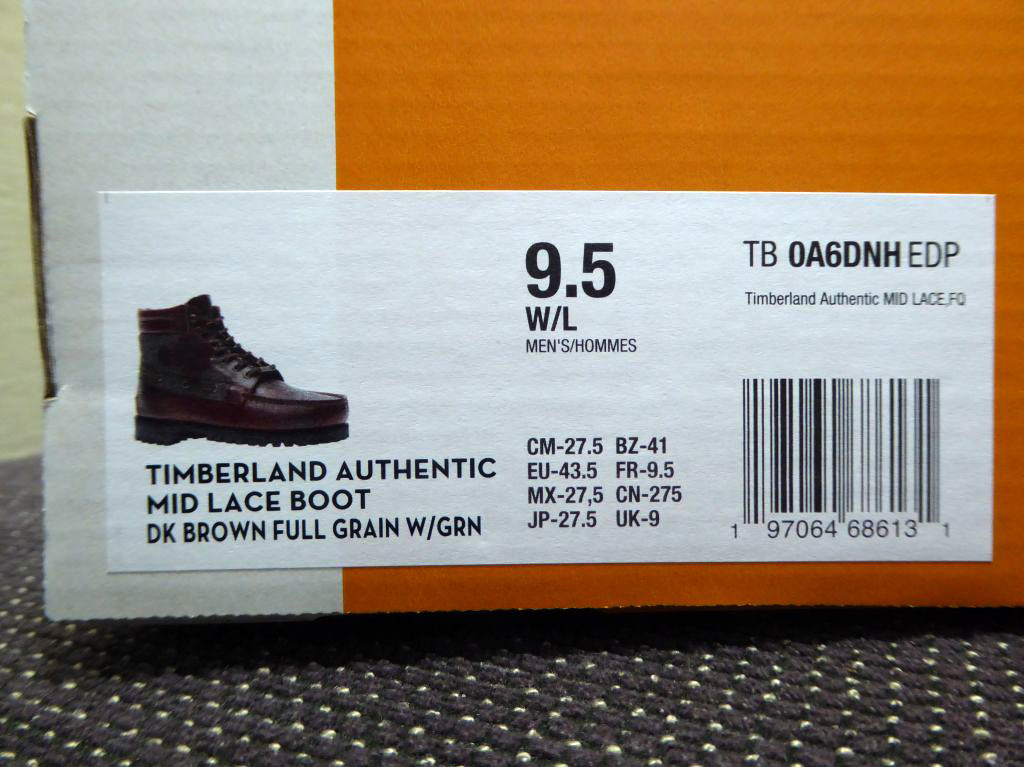 TIMBERLAND AUTHENTIC
MID LACE BOOT
DK BROWN FULL GRAIN W/GRN
9.5
W/L
MEN'S/HOMMES
CM-27.5 BZ-41
EU-43.5 FR-9.5
MX-27,5 CN-275
JP-27.5 UK-9
TB 0A6DNH EDP
Timberland Authentic MID LACE,FQ
1 97064 68613 1